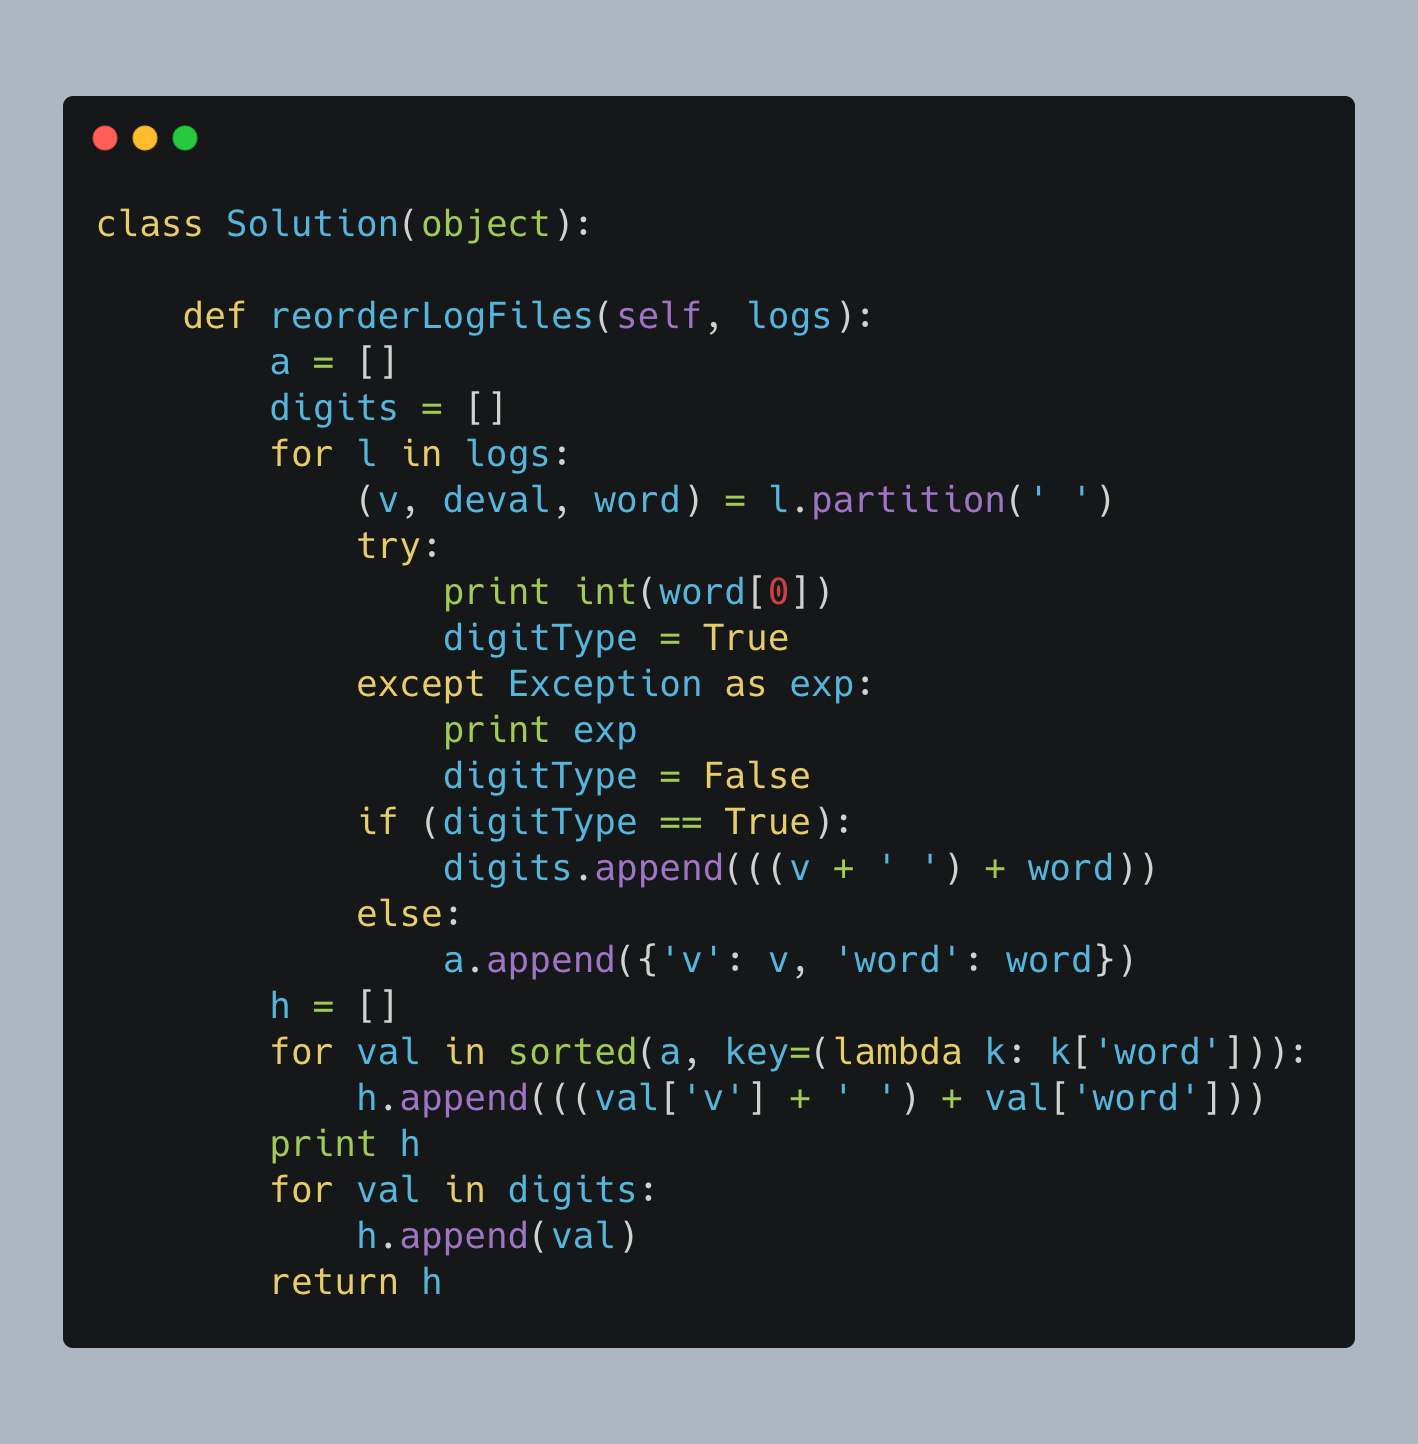 class Solution(object):

    def reorderLogFiles(self, logs):
        a = []
        digits = []
        for l in logs:
            (v, deval, word) = l.partition(' ')
            try:
                print int(word[0])
                digitType = True
            except Exception as exp:
                print exp
                digitType = False
            if (digitType == True):
                digits.append(((v + ' ') + word))
            else:
                a.append({'v': v, 'word': word})
        h = []
        for val in sorted(a, key=(lambda k: k['word'])):
            h.append(((val['v'] + ' ') + val['word']))
        print h
        for val in digits:
            h.append(val)
        return h